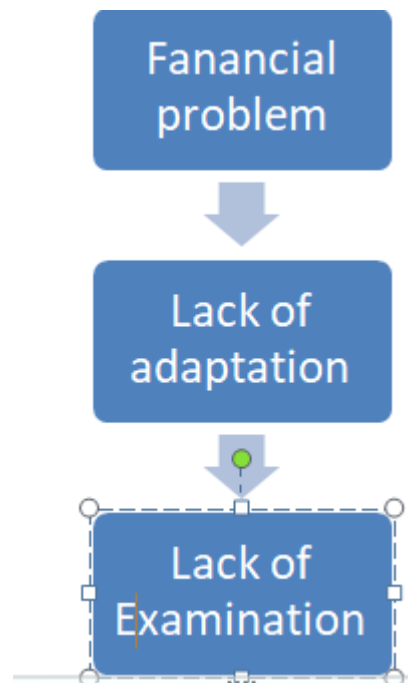 Fanancial
problem
Lack of
adaptation
Lack of
Examination